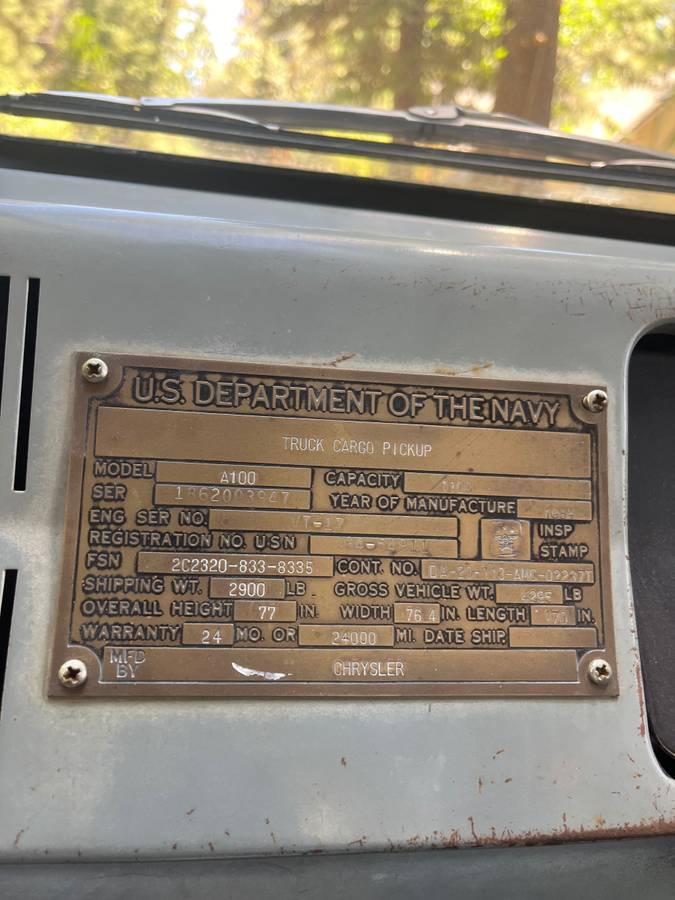 U.S. DEPARTMENT OF THE NAVY
TRUCK CARGO PICKUP
MODEL A100 CAPACITY
SER 1862003947 YEAR OF MANUFACTURE
ENG SER NO. VT-17 INSP
REGISTRATION NO. USN STAMP
FSN 2C2320-833-8335 CONT. NO.
SHIPPING WT. 2900 LB GROSS VEHICLE WT. LB
OVERALL HEIGHT 77 IN. WIDTH 76.4 IN. LENGTH IN.
WARRANTY 24 MO. OR 24000 MI. DATE SHIP.
MFD
BY CHRYSLER